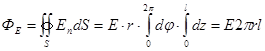 Φ_E = ∯_S E_n dS = E · r · ∫_0^{2π} dφ · ∫_0^l dz = E2πrl